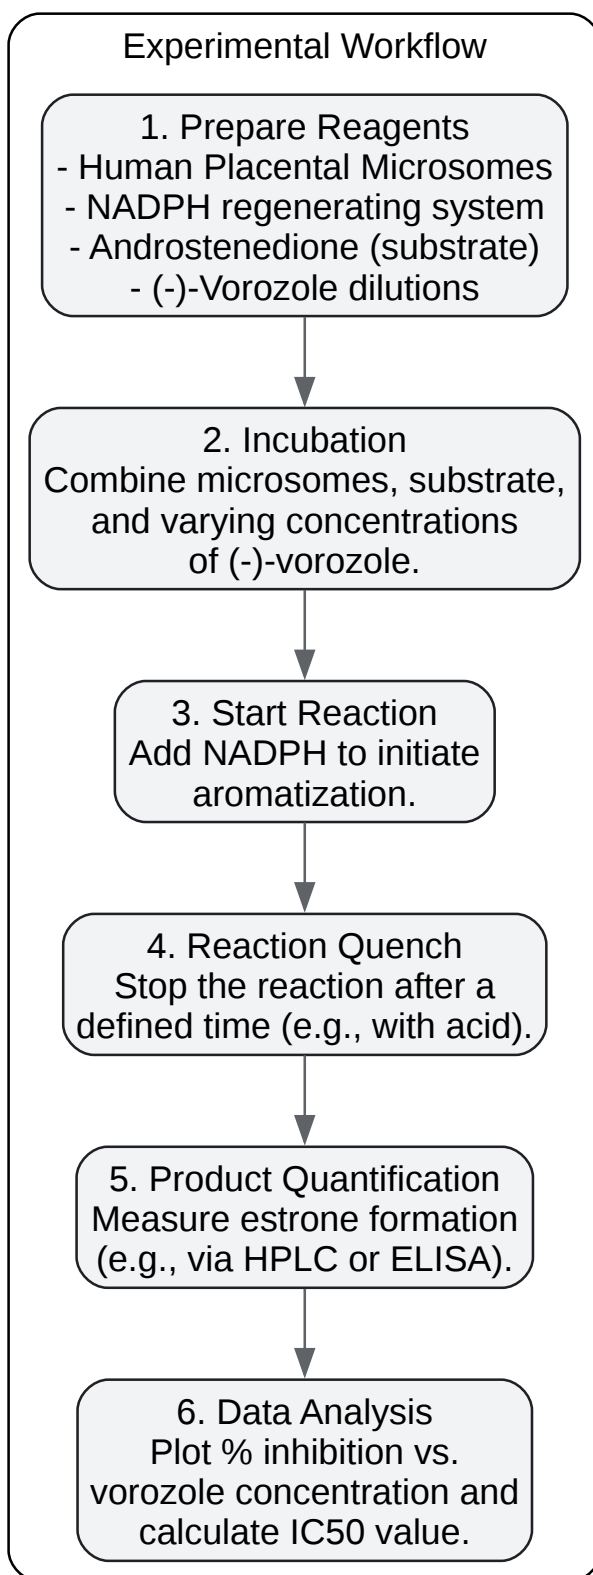 Experimental Workflow
1. Prepare Reagents
- Human Placental Microsomes
- NADPH regenerating system
- Androstenedione (substrate)
- (-)-Vorozole dilutions
2. Incubation
Combine microsomes, substrate,
and varying concentrations
of (-)-vorozole.
3. Start Reaction
Add NADPH to initiate
aromatization.
4. Reaction Quench
Stop the reaction after a
defined time (e.g., with acid).
5. Product Quantification
Measure estrone formation
(e.g., via HPLC or ELISA).
6. Data Analysis
Plot % inhibition vs.
vorozole concentration and
calculate IC50 value.